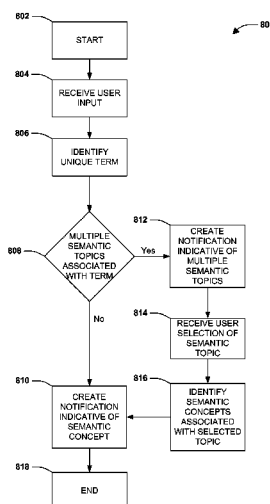 802
START
80
804
RECEIVE USER
INPUT
806
IDENTIFY
UNIQUE TERM
808
MULTIPLE
SEMANTIC
TOPICS
ASSOCIATED
WITH TERM
Yes
No
812
CREATE
NOTIFICATION
INDICATIVE OF
MULTIPLE
SEMANTIC
TOPICS
814
RECEIVE USER
SELECTION OF
SEMANTIC
TOPIC
816
IDENTIFY
SEMANTIC
CONCEPTS
ASSOCIATED
WITH SELECTED
TOPIC
810
CREATE
NOTIFICATION
INDICATIVE OF
SEMANTIC
CONCEPT
818
END